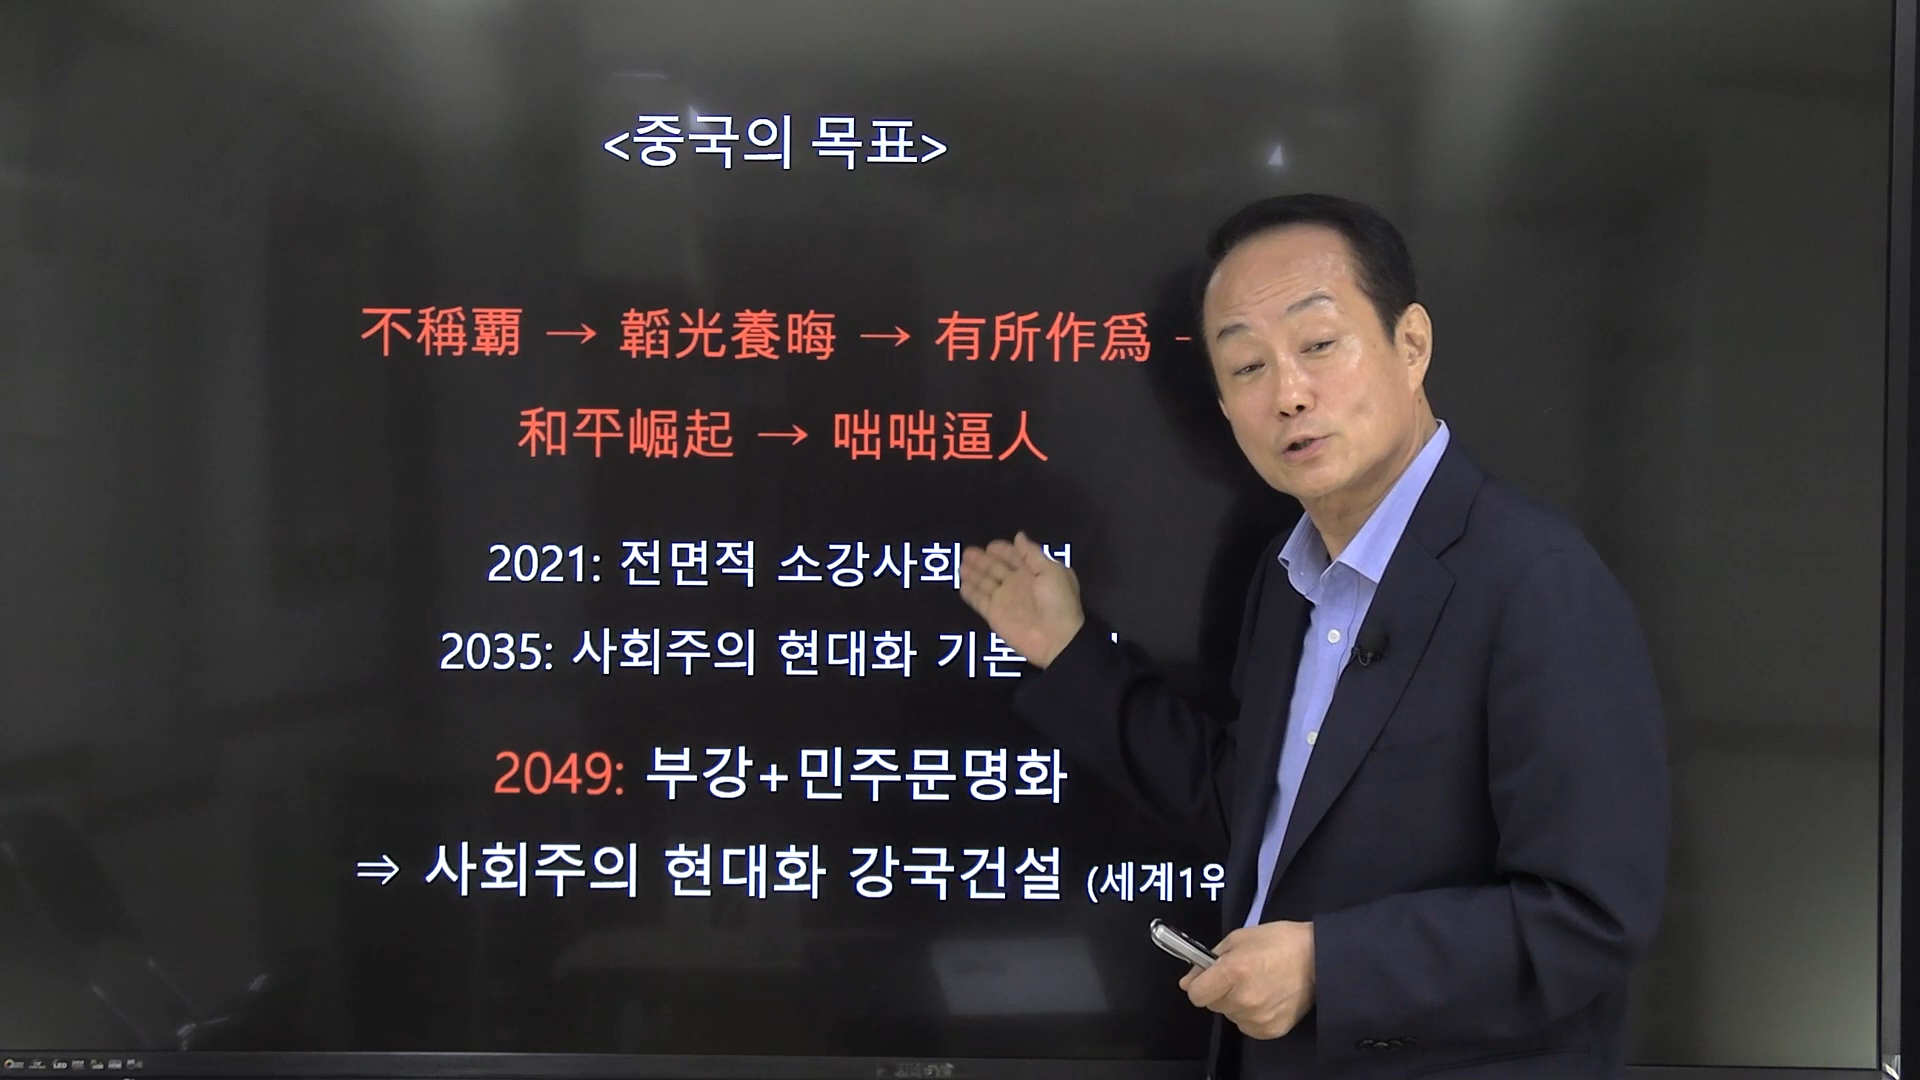 <중국의 목표>
不稱覇 → 韜光養晦 → 有所作爲 -
和平崛起 → 咄咄逼人
2021: 전면적 소강사회
2035: 사회주의 현대화 기본
2049: 부강+민주문명화
⇒ 사회주의 현대화 강국건설 (세계1우